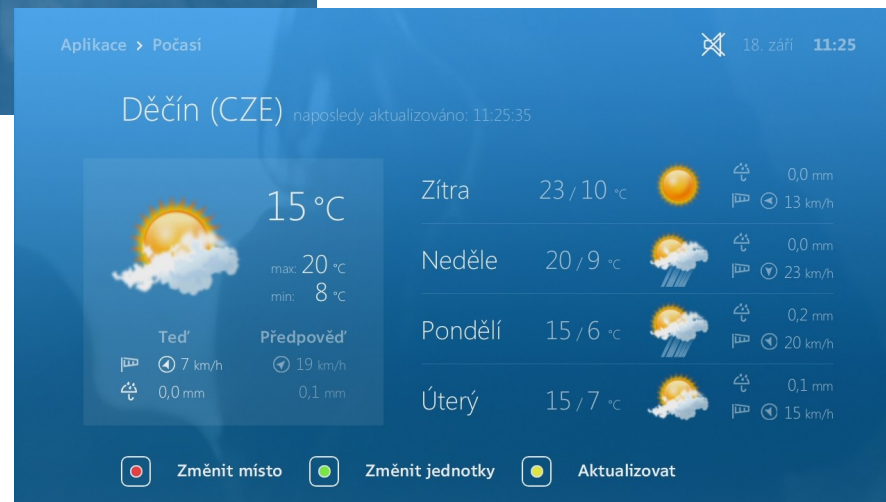 Aplikace > Počasí
18. září 11:25
Děčín (CZE) naposledy aktualizováno: 11:25:35
15 °C
max: 20 °C
min: 8 °C
Teď Předpověď
7 km/h 19 km/h
0,0 mm 0,1 mm
Zítra 23 / 10 °C 0,0 mm
13 km/h
Neděle 20 / 9 °C 0,0 mm
23 km/h
Pondělí 15 / 6 °C 0,2 mm
20 km/h
Úterý 15 / 7 °C 0,1 mm
15 km/h
Změnit místo Změnit jednotky Aktualizovat